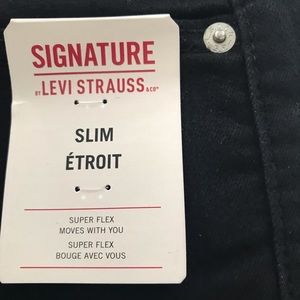 SIGNATURE
BY LEVI STRAUSS &CO®
SLIM
ÉTROIT
SUPER FLEX
MOVES WITH YOU
SUPER FLEX
BOUGE AVEC VOUS